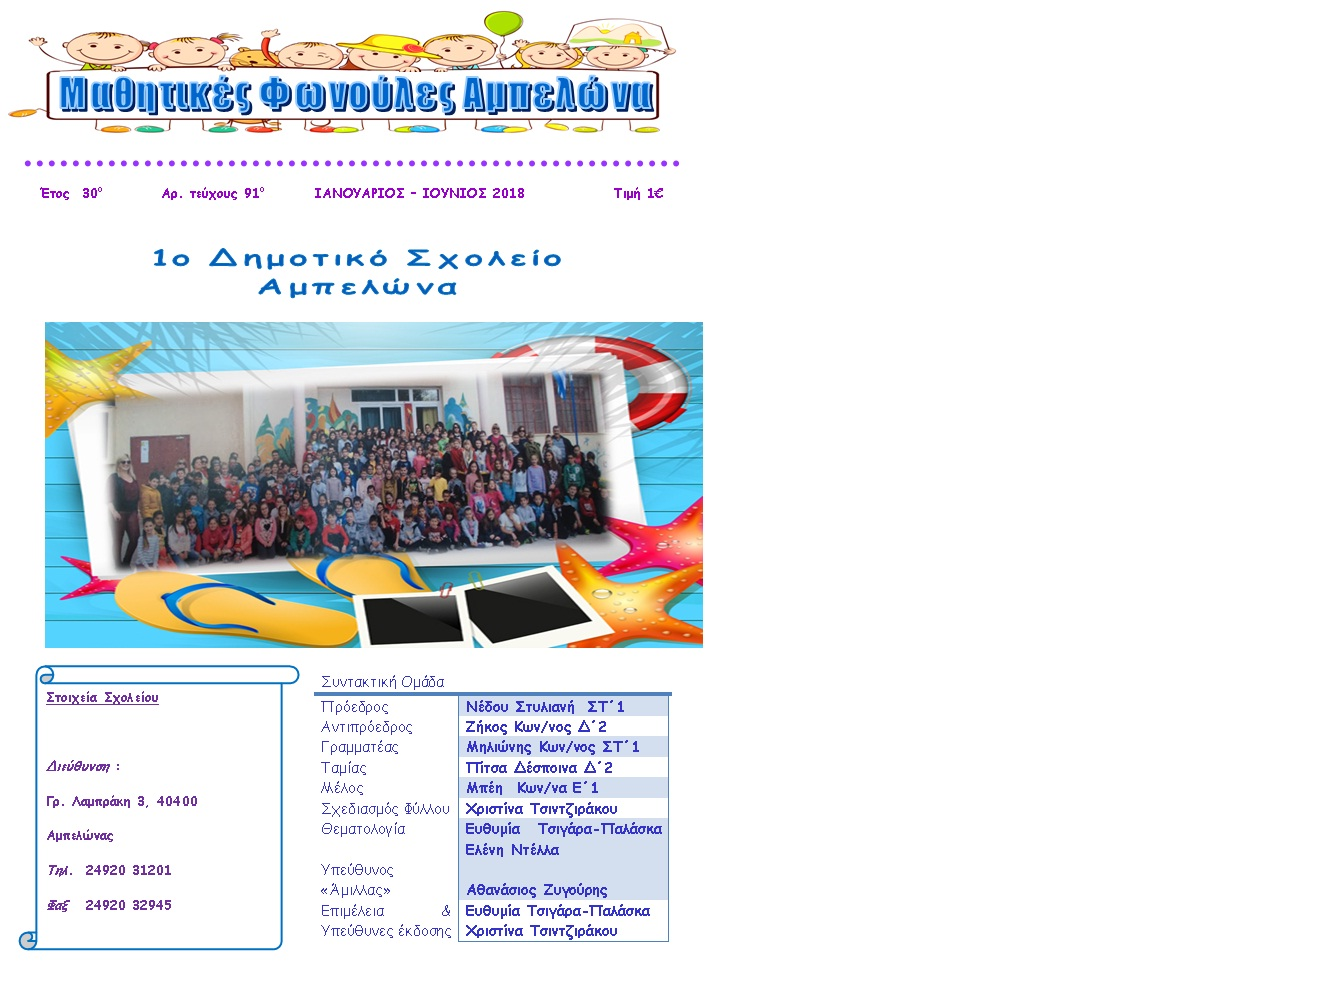 Μαθητικές Φωνούλες Αμπελώνα
Έτος 30ο Αρ. τεύχους 91ο ΙΑΝΟΥΑΡΙΟΣ – ΙΟΥΝΙΟΣ 2018 Τιμή 1€
1ο Δημοτικό Σχολείο
Αμπελώνα
Στοιχεία Σχολείου
Διεύθυνση :
Γρ. Λαμπράκη 3, 40400
Αμπελώνας
Τηλ. 24920 31201
Φαξ 24920 32945
Συντακτική Ομάδα
Πρόεδρος Νέδου Στυλιανή ΣΤ΄1
Αντιπρόεδρος Ζήκος Κων/νος Δ΄2
Γραμματέας Μηλιώνης Κων/νος ΣΤ΄1
Ταμίας Πίτσα Δέσποινα Δ΄2
Μέλος Μπέη Κων/να Ε΄1
Σχεδιασμός Φύλλου Χριστίνα Τσιντζιράκου
Θεματολογία Ευθυμία Τσιγάρα-Παλάσκα
Ελένη Ντέλλα
Υπεύθυνος
«Άμιλλας» Αθανάσιος Ζυγούρης
Επιμέλεια & Ευθυμία Τσιγάρα-Παλάσκα
Υπεύθυνες έκδοσης Χριστίνα Τσιντζιράκου